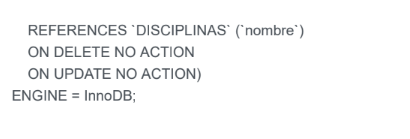 REFERENCES `DISCIPLINAS` (`nombre`)
ON DELETE NO ACTION
ON UPDATE NO ACTION)
ENGINE = InnoDB;